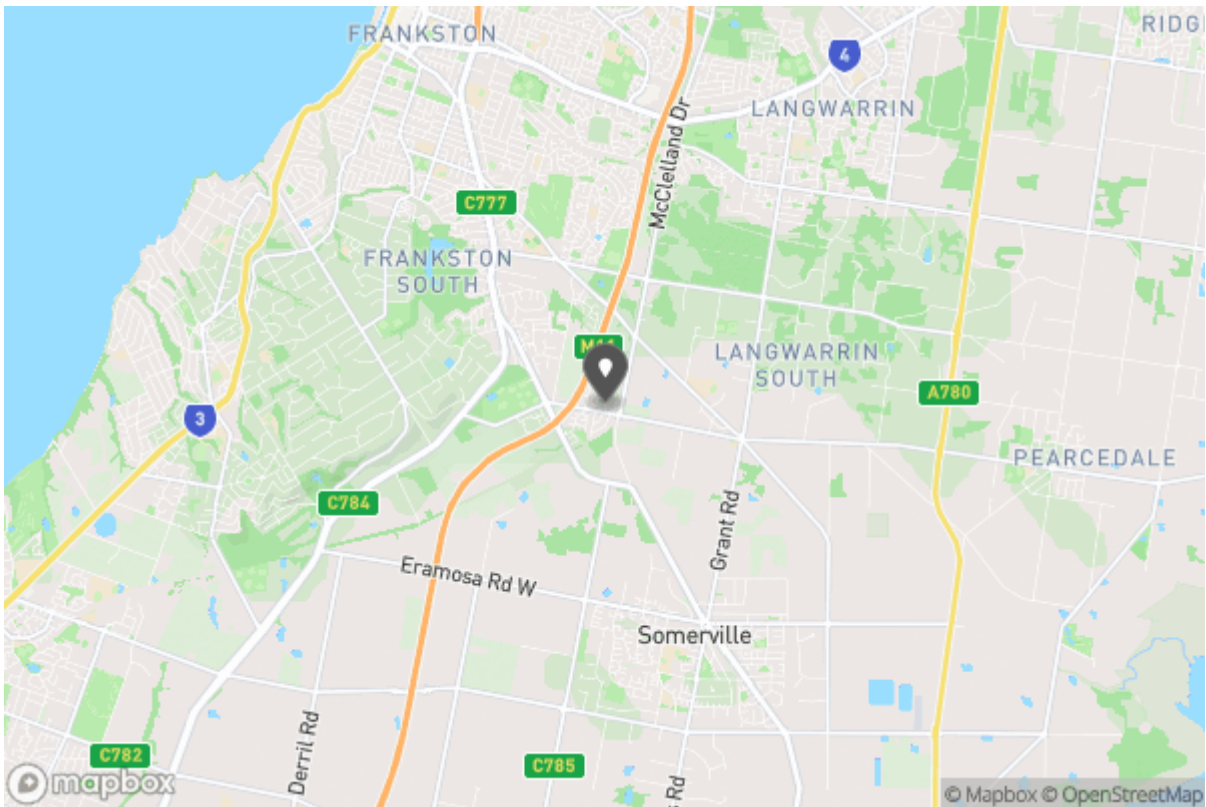 RIDG
FRANKSTON
4
LANGWARRIN
McClelland Dr
C777
FRANKSTON
SOUTH
LANGWARRIN
SOUTH
A780
3
PEARCEDALE
C784
Grant Rd
Eramosa Rd W
Somerville
Derril Rd
C782
C785
Rd
mapbox
© Mapbox © OpenStreetMap